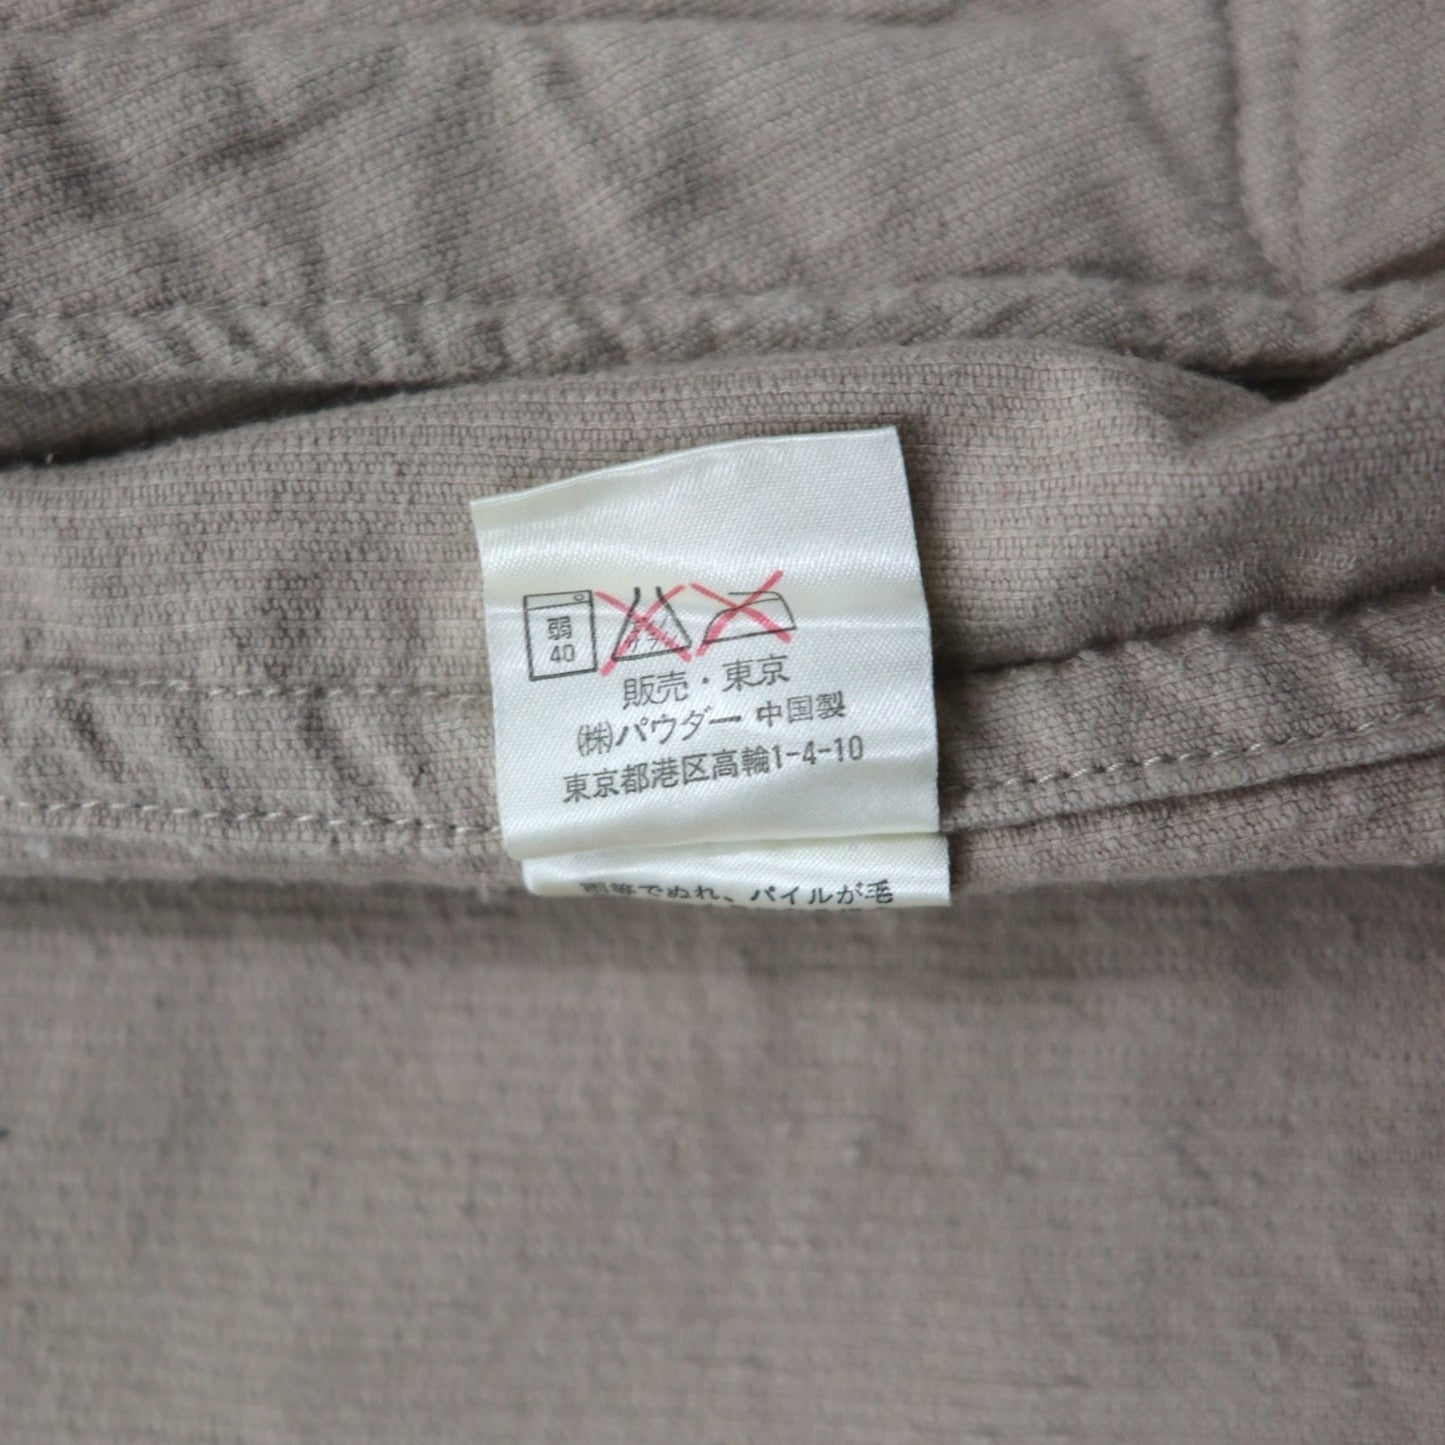 弱
40
販売・東京
㈱パウダー 中国製
東京都港区高輪1-4-10
雨等でぬれ、パイルが毛